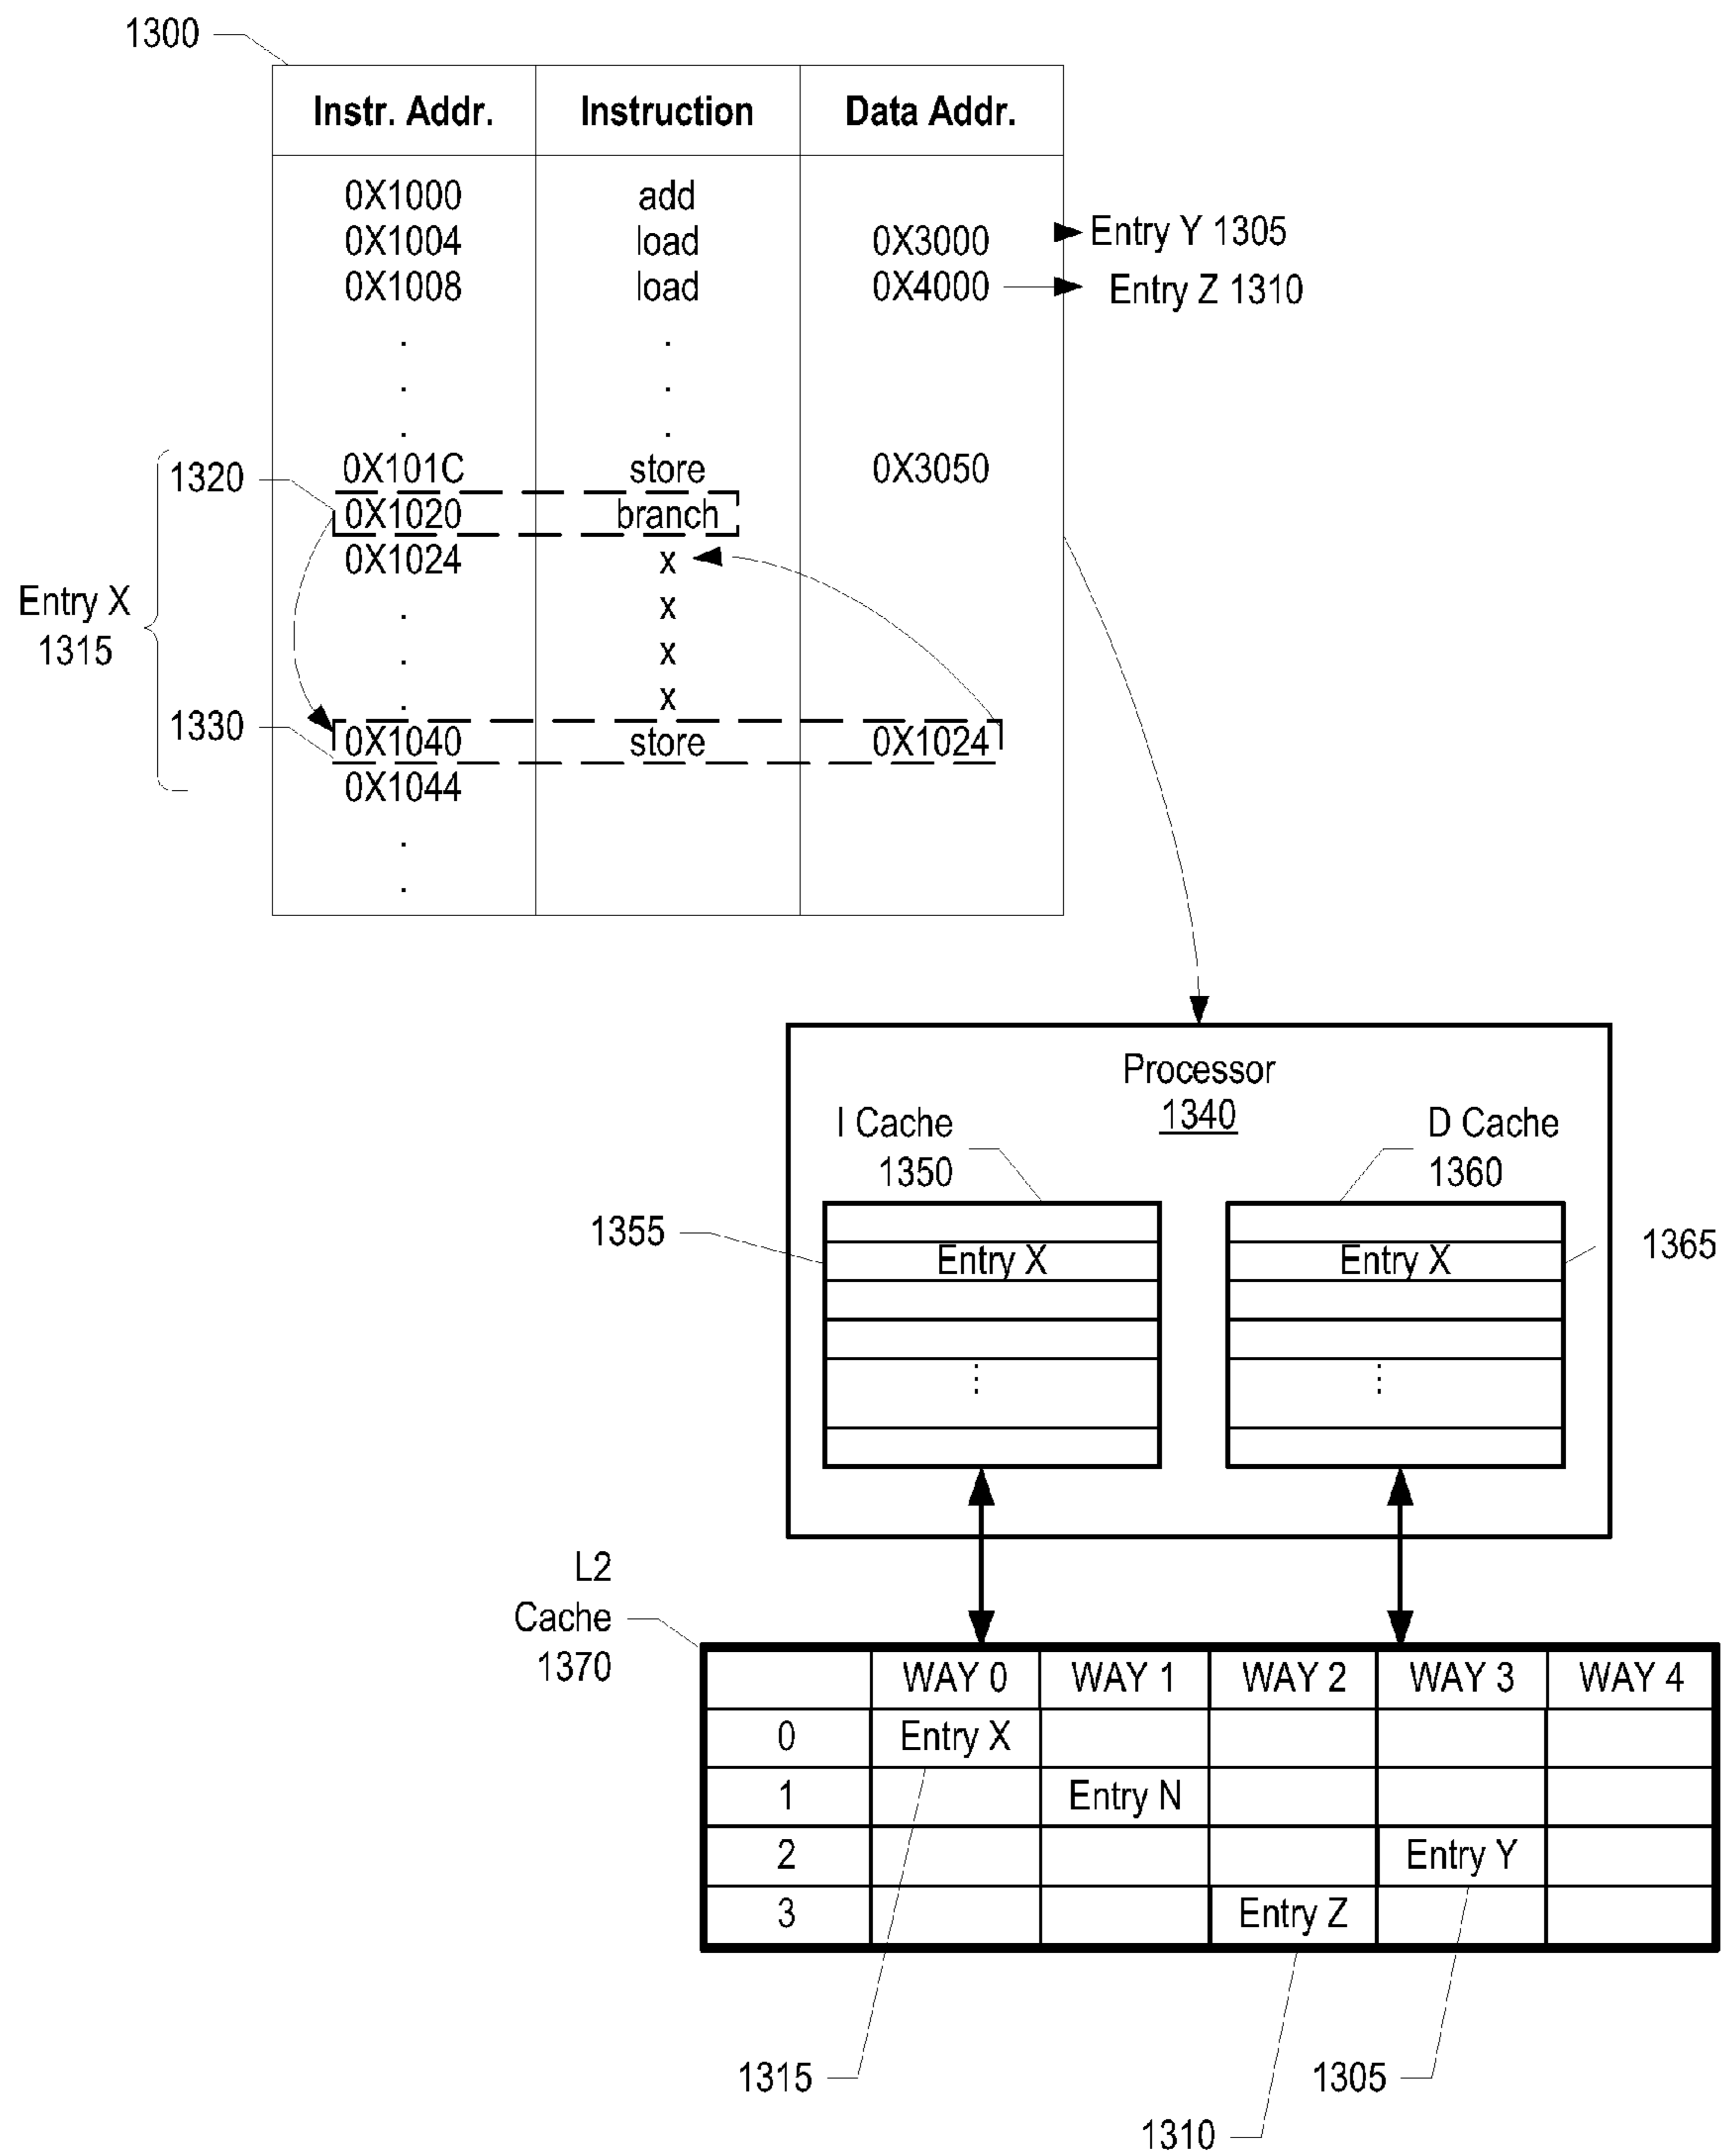 1300
Instr. Addr. Instruction Data Addr.
0X1000 add
0X1004 load 0X3000 Entry Y 1305
0X1008 load 0X4000 Entry Z 1310
. .
. .
. .
0X101C store 0X3050
1320
0X1020 branch
0X1024 x
Entry X
1315
. x
. x
. x
1330
0X1040 store 0X1024
0X1044
.
.
Processor
1340
I Cache
1350
D Cache
1360
1355
Entry X
Entry X
1365
L2
Cache
1370
WAY 0 WAY 1 WAY 2 WAY 3 WAY 4
0 Entry X
1 Entry N
2 Entry Y
3 Entry Z
1315
1305
1310